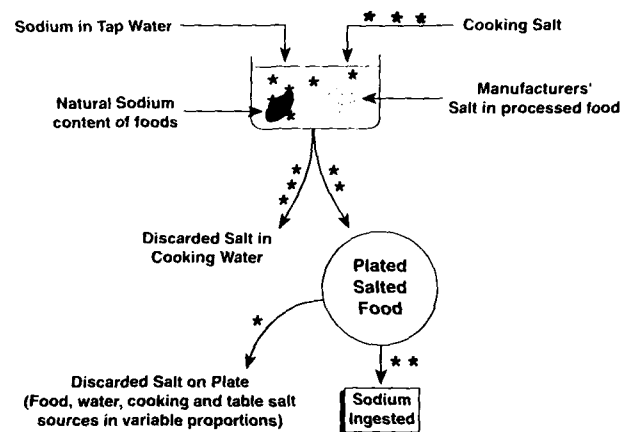 Sodium in Tap Water
Cooking Salt
Natural Sodium
content of foods
Manufacturers'
Salt in processed food
Discarded Salt in
Cooking Water
Plated
Salted
Food
Discarded Salt on Plate
(Food, water, cooking and table salt
sources in variable proportions)
Sodium
Ingested